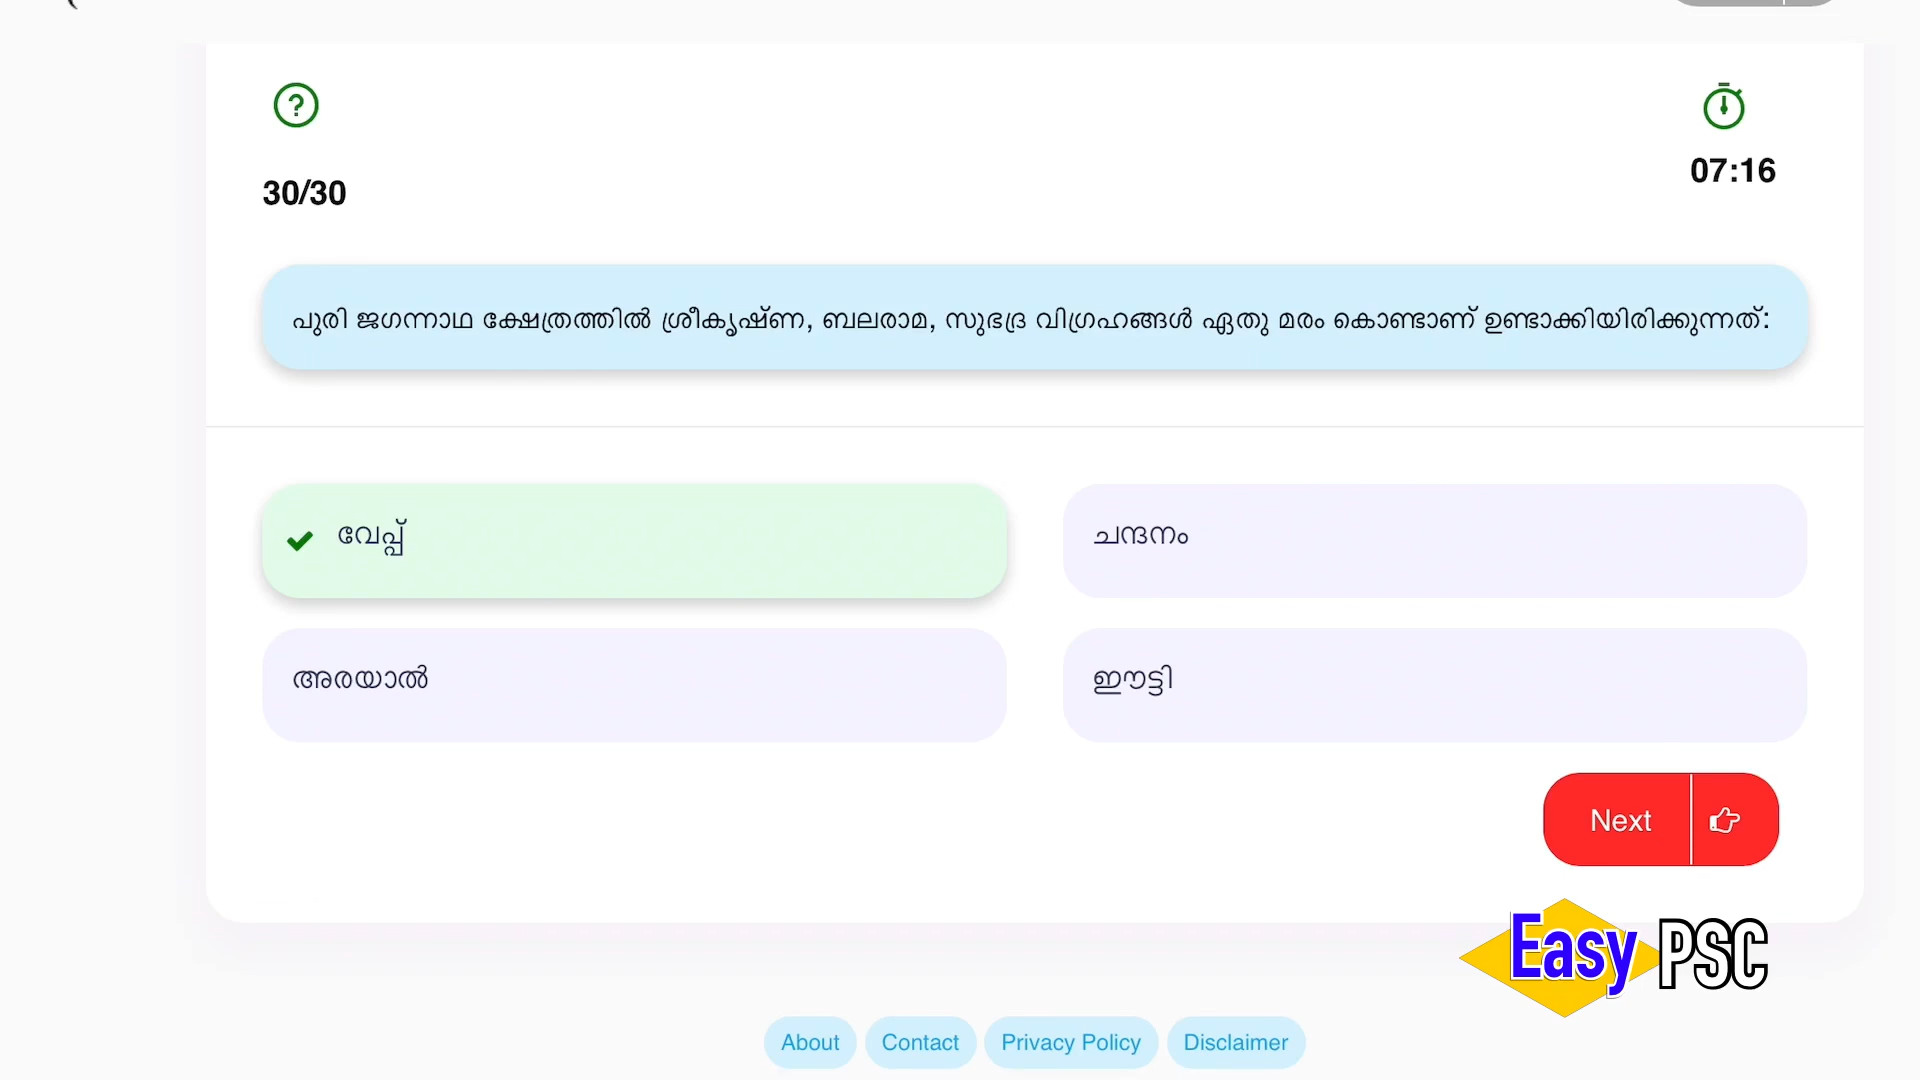 30/30
07:16
പുരി ജഗന്നാഥ ക്ഷേത്രത്തിൽ ശ്രീകൃഷ്ണ, ബലരാമ, സുഭദ്ര വിഗ്രഹങ്ങൾ ഏതു മരം കൊണ്ടാണ് ഉണ്ടാക്കിയിരിക്കുന്നത്:
വേപ്പ്
ചന്ദനം
അരയാൽ
ഈട്ടി
Next
Easy PSC
About Contact Privacy Policy Disclaimer